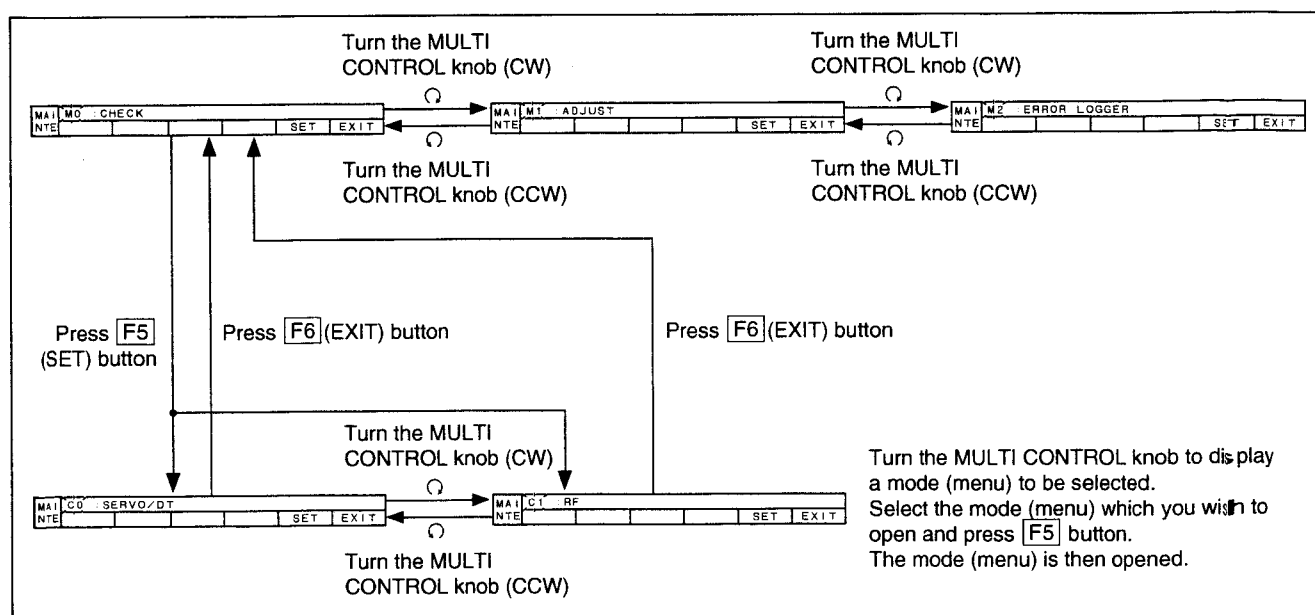 Turn the MULTI
CONTROL knob (CW)
Turn the MULTI
CONTROL knob (CW)
MAI
NTE
M0 :CHECK
SET EXIT
MAI
NTE
M1 :ADJUST
SET EXIT
MAI
NTE
M2 :ERROR LOGGER
SET EXIT
Turn the MULTI
CONTROL knob (CCW)
Turn the MULTI
CONTROL knob (CCW)
Press F5
(SET) button
Press F6 (EXIT) button
Press F6 (EXIT) button
Turn the MULTI
CONTROL knob (CW)
MAI
NTE
C0 :SERVO/DT
SET EXIT
MAI
NTE
C1 :RF
SET EXIT
Turn the MULTI
CONTROL knob (CCW)
Turn the MULTI CONTROL knob to display
a mode (menu) to be selected.
Select the mode (menu) which you wish to
open and press F5 button.
The mode (menu) is then opened.